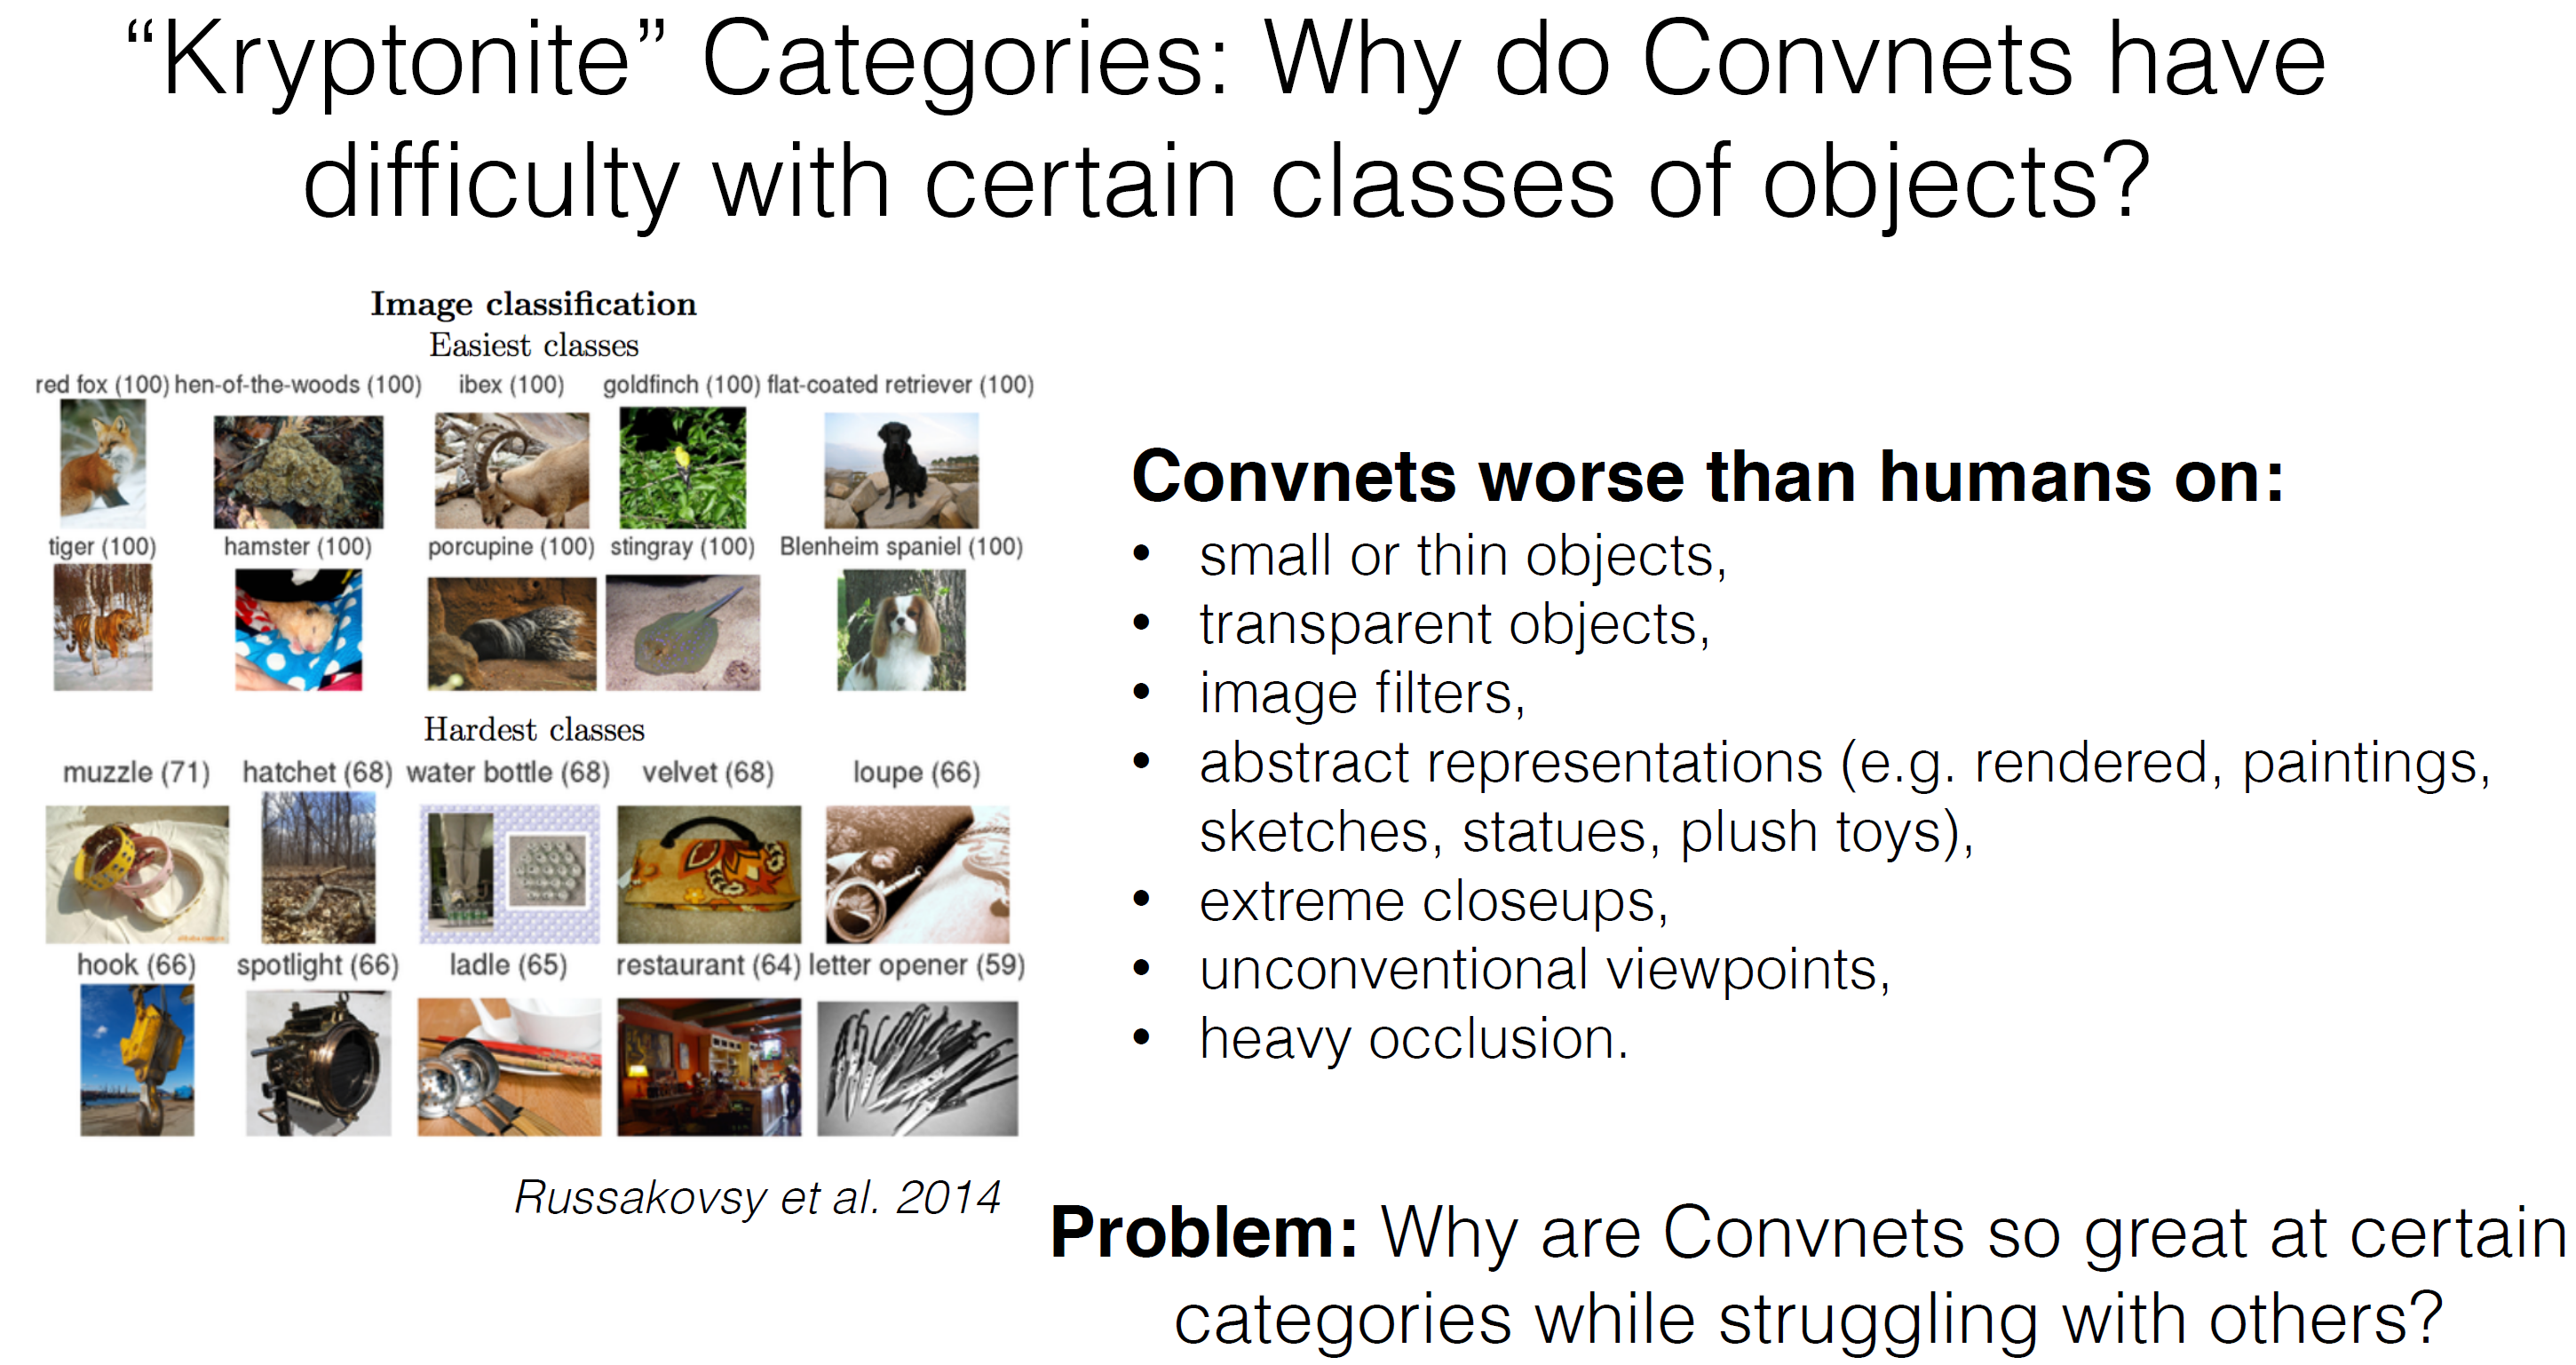 “Kryptonite” Categories: Why do Convnets have
difficulty with certain classes of objects?
Image classification
Easiest classes
red fox (100) hen-of-the-woods (100) ibex (100) goldfinch (100) flat-coated retriever (100)
tiger (100) hamster (100) porcupine (100) stingray (100) Blenheim spaniel (100)
Hardest classes
muzzle (71) hatchet (68) water bottle (68) velvet (68) loupe (66)
hook (66) spotlight (66) ladle (65) restaurant (64) letter opener (59)
Russakovsy et al. 2014
Convnets worse than humans on:
• small or thin objects,
• transparent objects,
• image filters,
• abstract representations (e.g. rendered, paintings,
sketches, statues, plush toys),
• extreme closeups,
• unconventional viewpoints,
• heavy occlusion.
Problem: Why are Convnets so great at certain
categories while struggling with others?